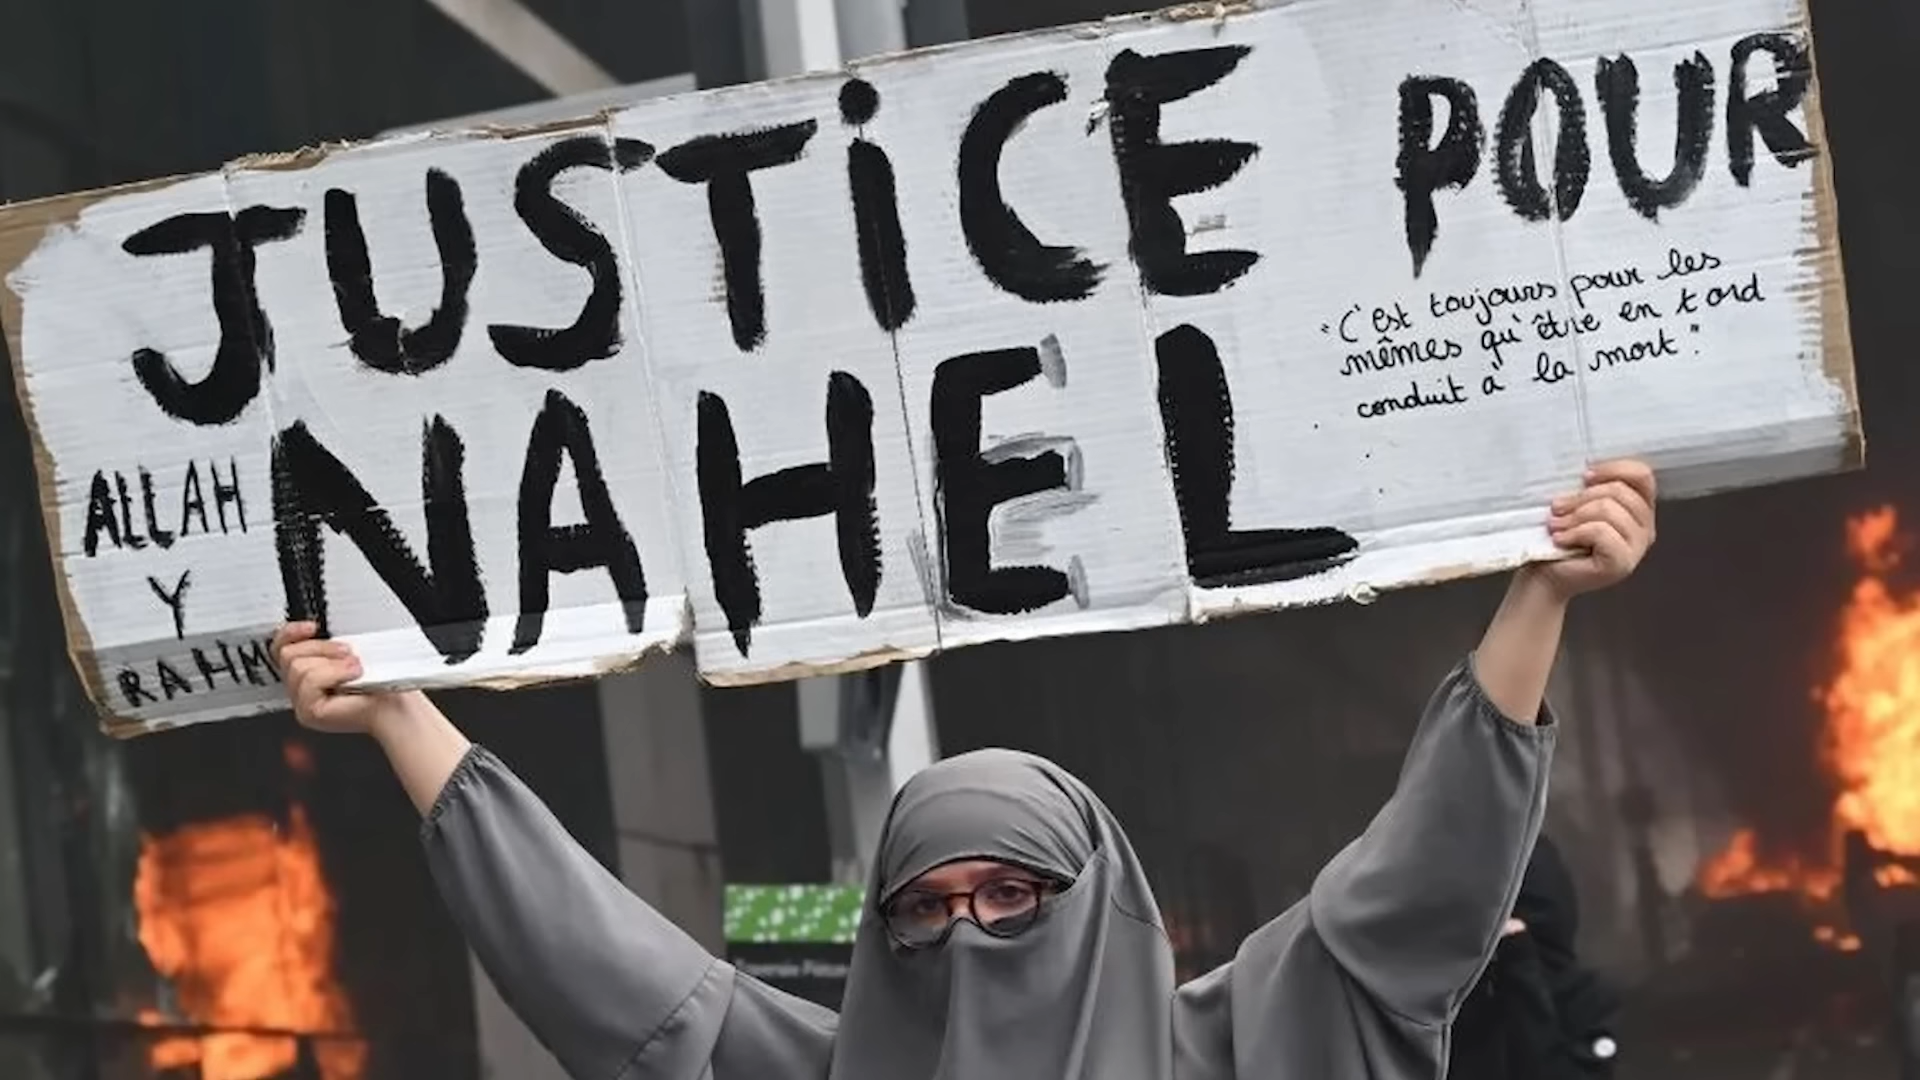 JUSTiCE POUR
NAHEL
"C'est toujours pour les
mêmes qu'être en tord
conduit à la mort".
ALLAH
Y
RAHM